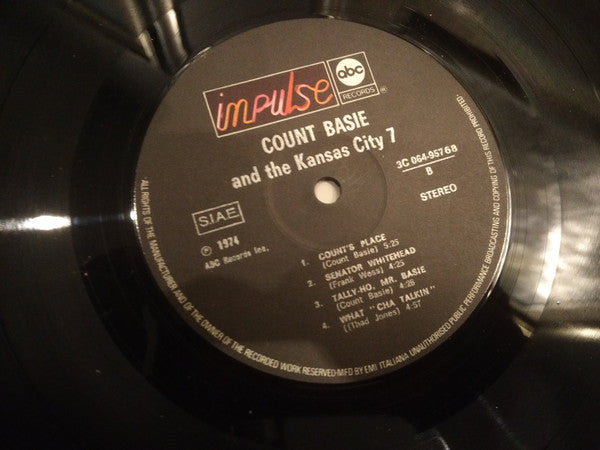 impulse
abc
RECORDS
®
COUNT BASIE
and the Kansas City 7
3C 064-95768
B
STEREO
S.I.A.E.
℗ 1974
ABC Records Inc.
1. COUNT'S PLACE
(Count Basie) 5:25
2. SENATOR WHITEHEAD
(Frank Wess) 4:25
3. TALLY-HO, MR. BASIE
(Count Basie) 4:28
4. WHAT "CHA TALKIN"
((Thad Jones) 4:57
ALL RIGHTS OF THE MANUFACTURER AND OF THE OWNER OF THE RECORDED WORK RESERVED-MFD BY EMI ITALIANA. UNAUTHORISED PUBLIC PERFORMANCE BROADCASTING AND COPYING OF THIS RECORD PROHIBITED.